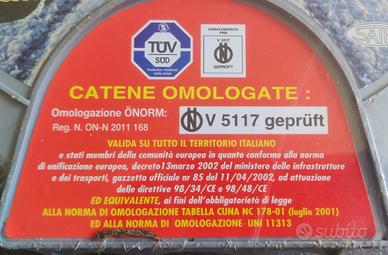 TÜV
SÜD
V 5117
GEPRÜFT
CATENE OMOLOGATE :
Omologazione ÖNORM:
Reg. N. ON-N 2011 168
V 5117 geprüft
VALIDA SU TUTTO IL TERRITORIO ITALIANO
e stati membri della comunità europea in quanto conforme alla norma
di unificazione europea, decreto13marzo 2002 del ministero delle infrastrutture
e dei trasporti, gazzetta ufficiale nr 85 del 11/04/2002, ad attuazione
delle direttive 98/34/CE e 98/48/CE
ED EQUIVALENTE, ai fini dell'obbligatorietà di legge
ALLA NORMA DI OMOLOGAZIONE TABELLA CUNA NC 178-01 (luglio 2001)
ED ALLA NORMA DI OMOLOGAZIONE UNI 11313
subito